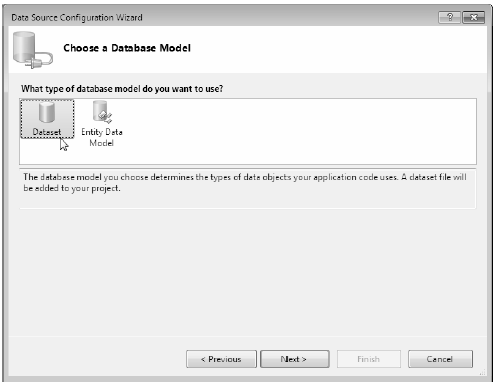 Data Source Configuration Wizard
Choose a Database Model
What type of database model do you want to use?
Dataset
Entity Data
Model
The database model you choose determines the types of data objects your application code uses. A dataset file will
be added to your project.
< Previous
Next >
Finish
Cancel